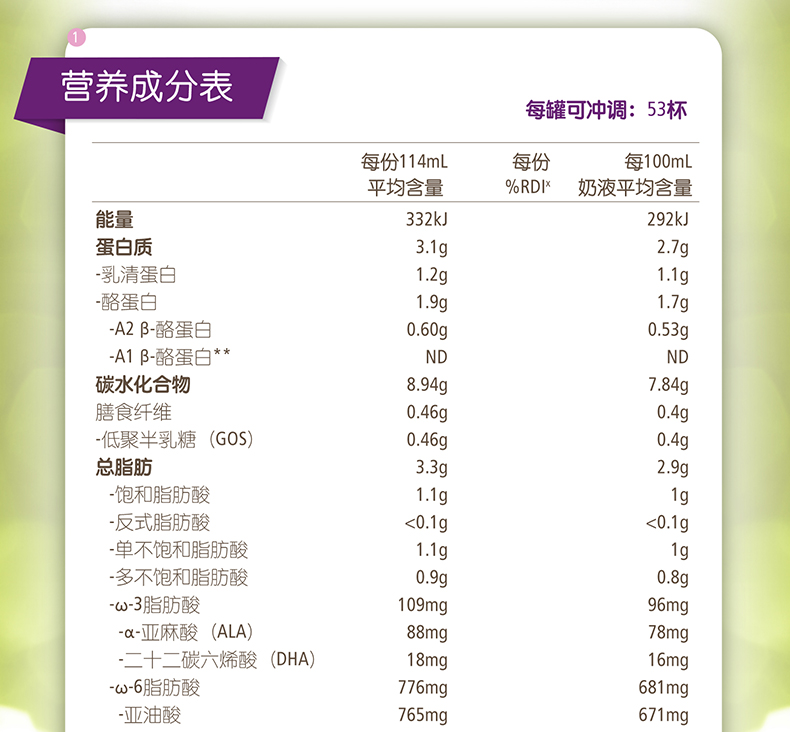 1
营养成分表
每罐可冲调：53杯
每份114mL 每份 每100mL
平均含量 %RDIx 奶液平均含量
能量 332kJ 292kJ
蛋白质 3.1g 2.7g
-乳清蛋白 1.2g 1.1g
-酪蛋白 1.9g 1.7g
-A2 β-酪蛋白 0.60g 0.53g
-A1 β-酪蛋白** ND ND
碳水化合物 8.94g 7.84g
膳食纤维 0.46g 0.4g
-低聚半乳糖（GOS） 0.46g 0.4g
总脂肪 3.3g 2.9g
-饱和脂肪酸 1.1g 1g
-反式脂肪酸 <0.1g <0.1g
-单不饱和脂肪酸 1.1g 1g
-多不饱和脂肪酸 0.9g 0.8g
-ω-3脂肪酸 109mg 96mg
-α-亚麻酸（ALA） 88mg 78mg
-二十二碳六烯酸（DHA） 18mg 16mg
-ω-6脂肪酸 776mg 681mg
-亚油酸 765mg 671mg